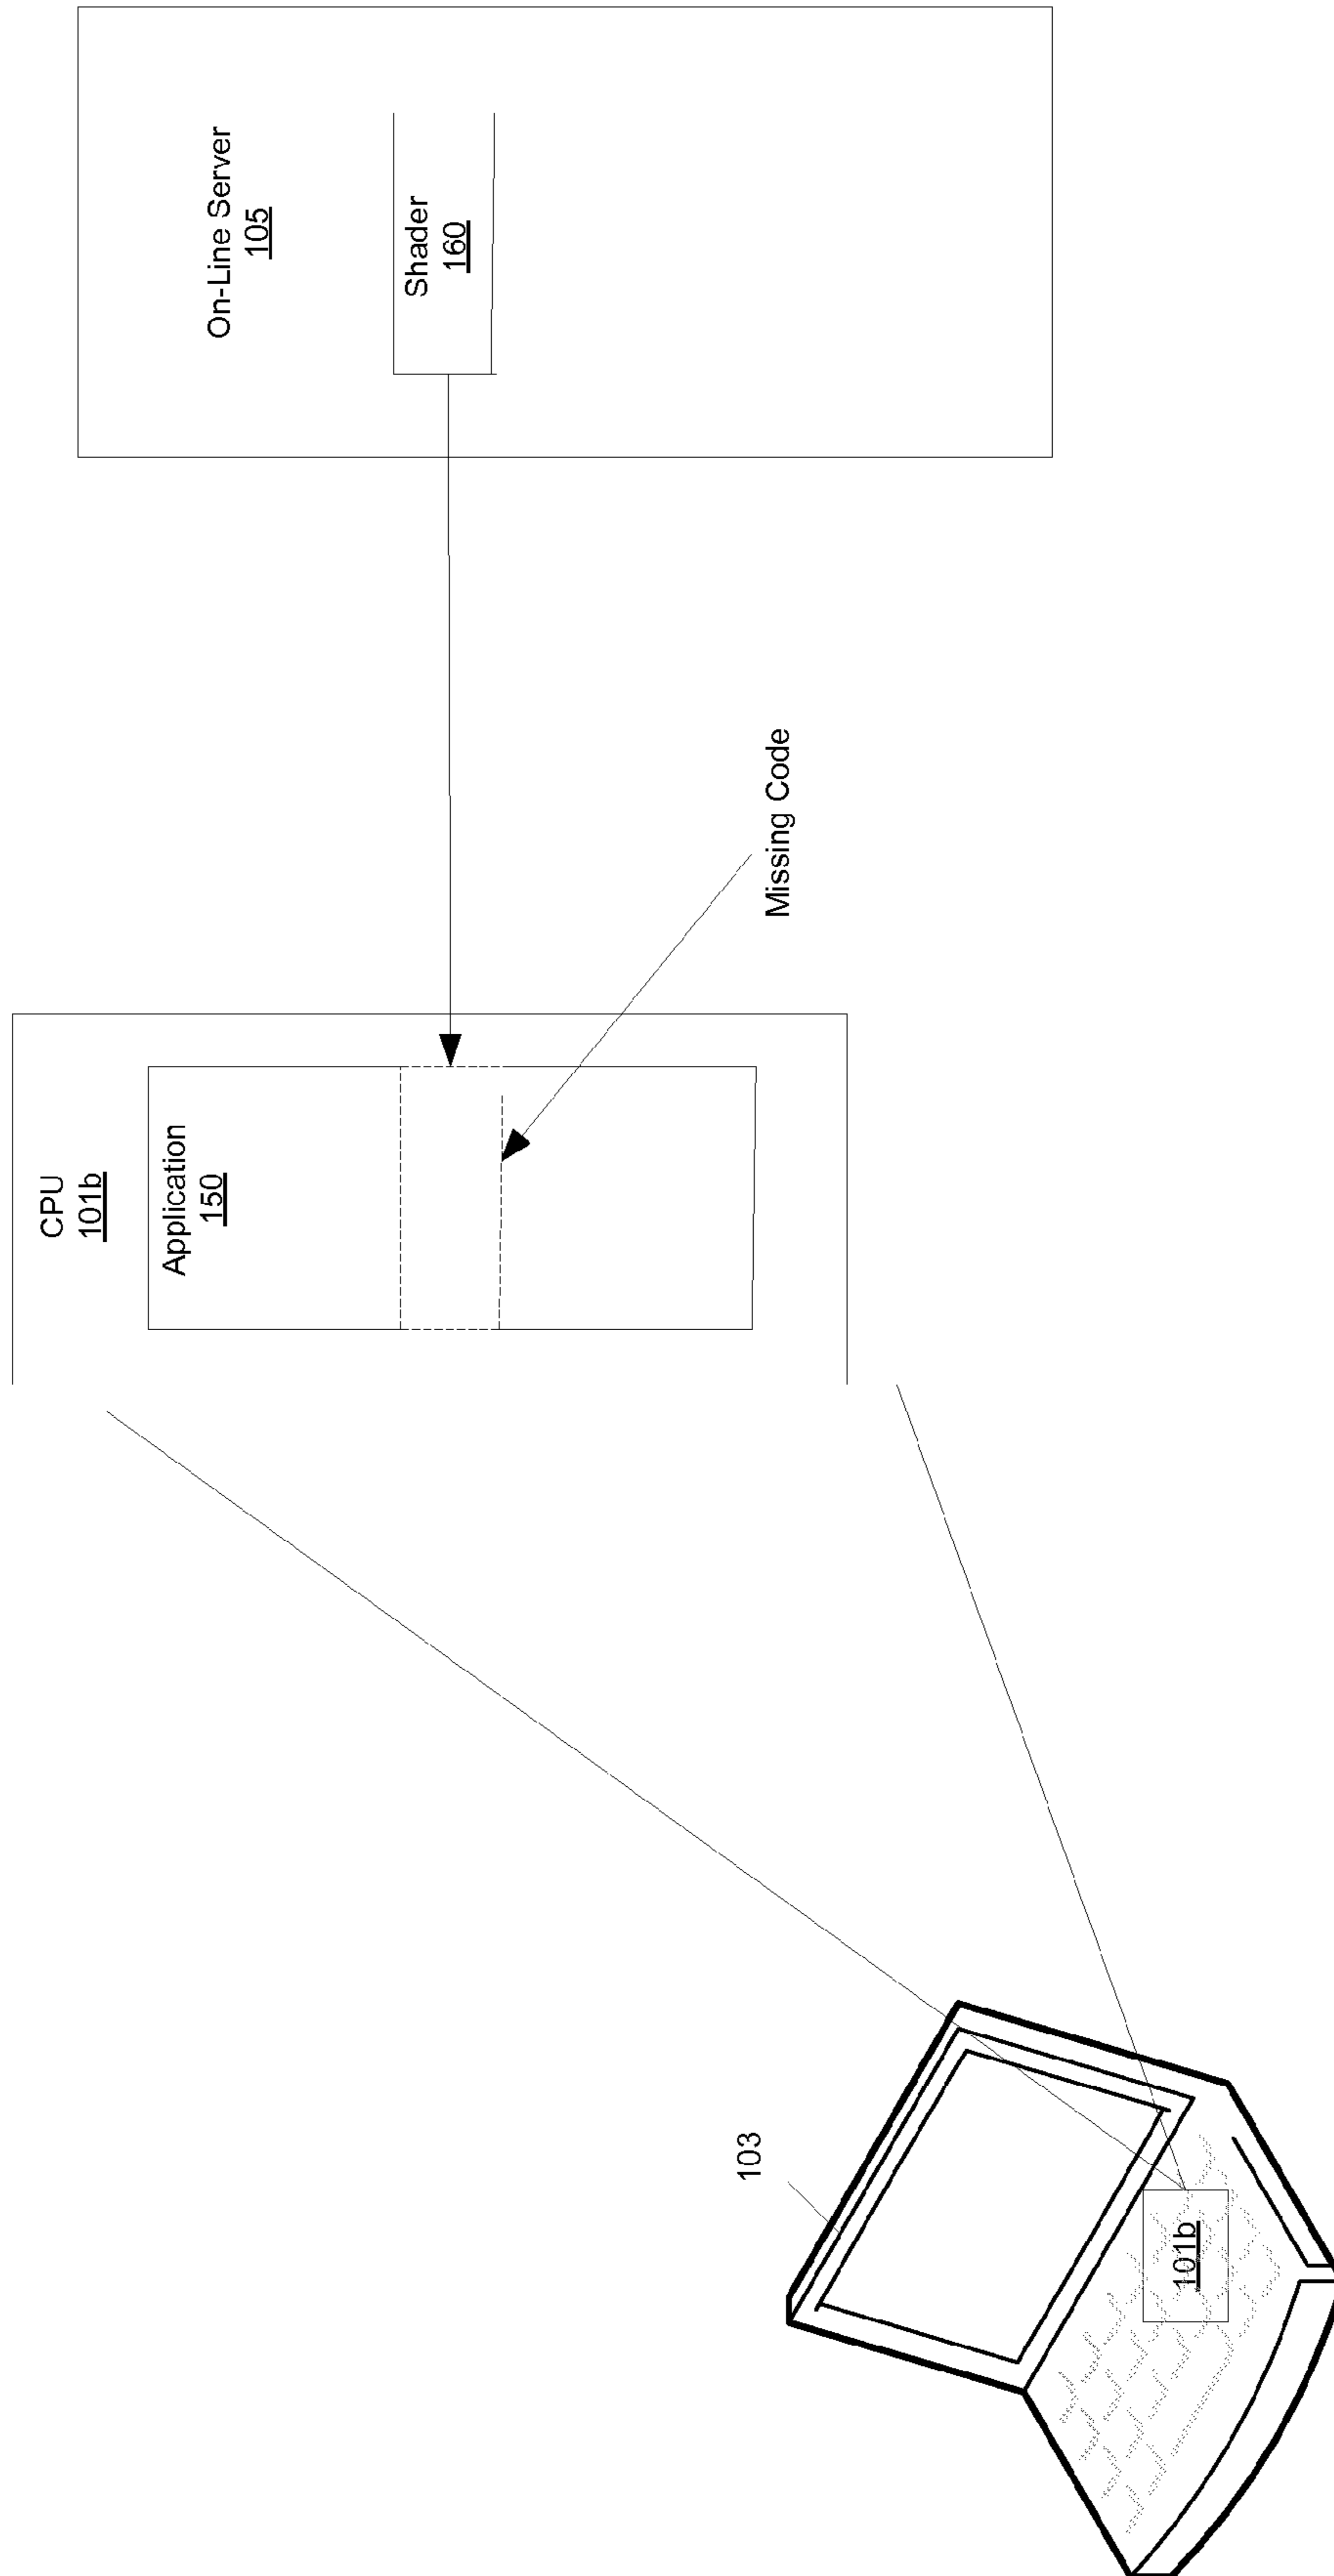 103
101b
CPU
101b
Application
150
Missing Code
On-Line Server
105
Shader
160